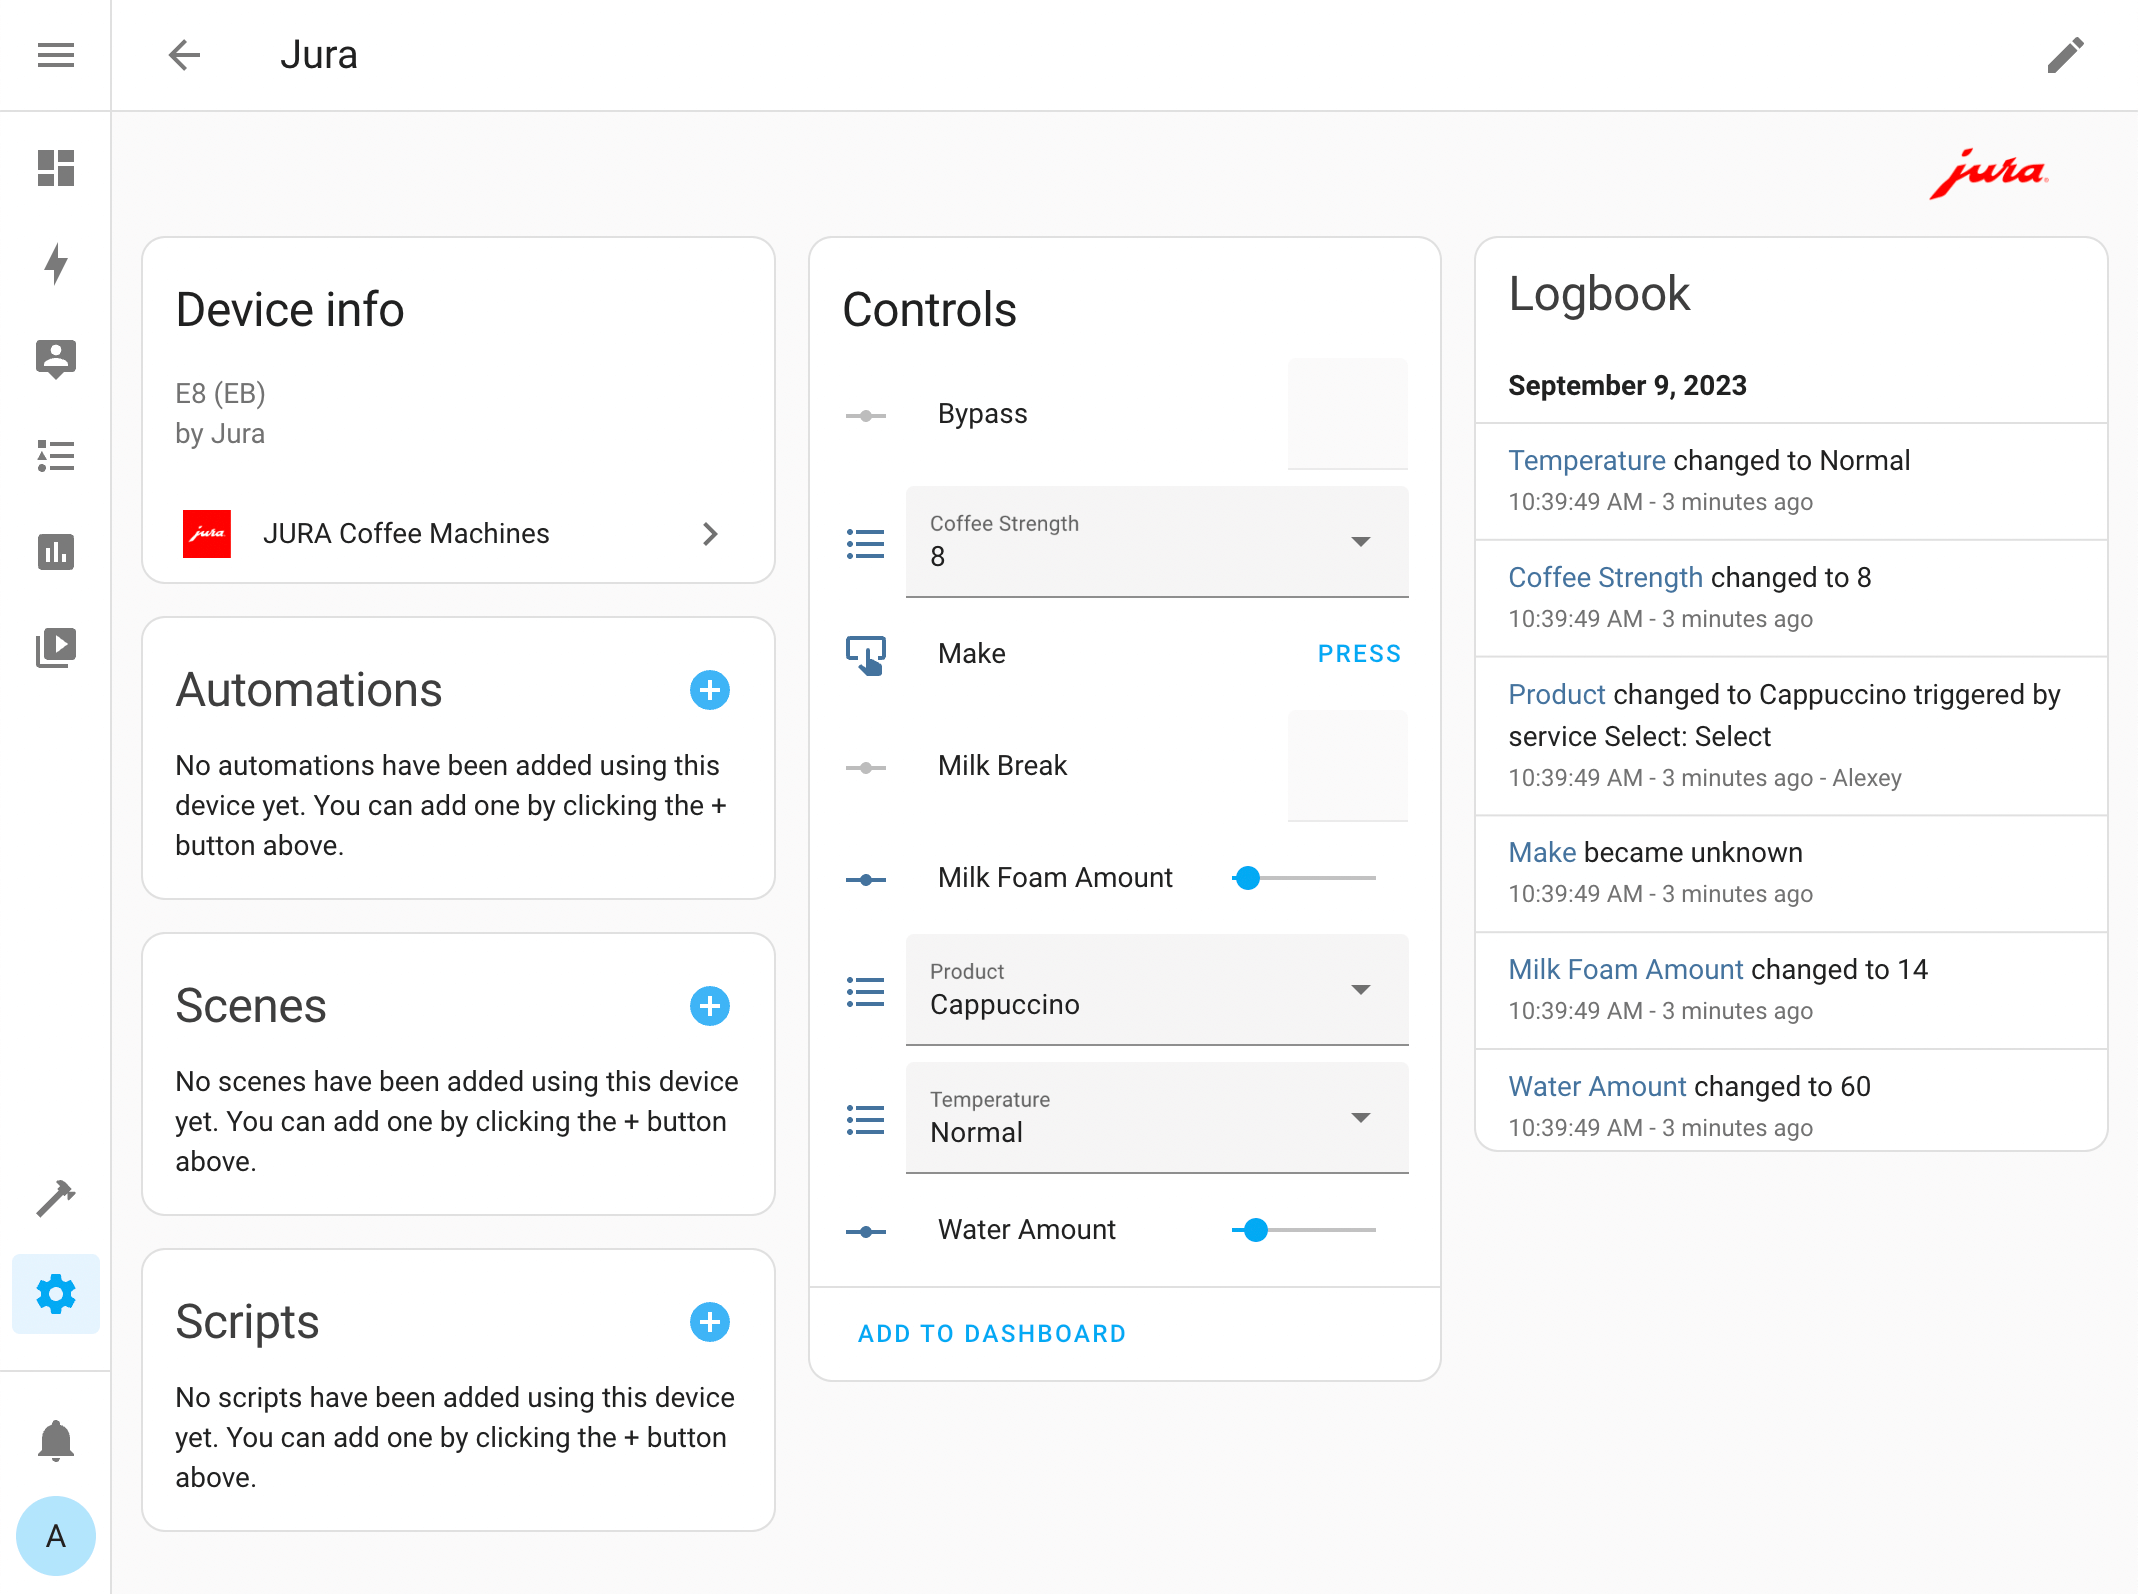 Jura
jura
Device info
E8 (EB)
by Jura
jura
JURA Coffee Machines
Automations
No automations have been added using this
device yet. You can add one by clicking the +
button above.
Scenes
No scenes have been added using this device
yet. You can add one by clicking the + button
above.
Scripts
No scripts have been added using this device
yet. You can add one by clicking the + button
above.
A
Controls
Bypass
Coffee Strength
8
Make
PRESS
Milk Break
Milk Foam Amount
Product
Cappuccino
Temperature
Normal
Water Amount
ADD TO DASHBOARD
Logbook
September 9, 2023
Temperature changed to Normal
10:39:49 AM - 3 minutes ago
Coffee Strength changed to 8
10:39:49 AM - 3 minutes ago
Product changed to Cappuccino triggered by
service Select: Select
10:39:49 AM - 3 minutes ago - Alexey
Make became unknown
10:39:49 AM - 3 minutes ago
Milk Foam Amount changed to 14
10:39:49 AM - 3 minutes ago
Water Amount changed to 60
10:39:49 AM - 3 minutes ago